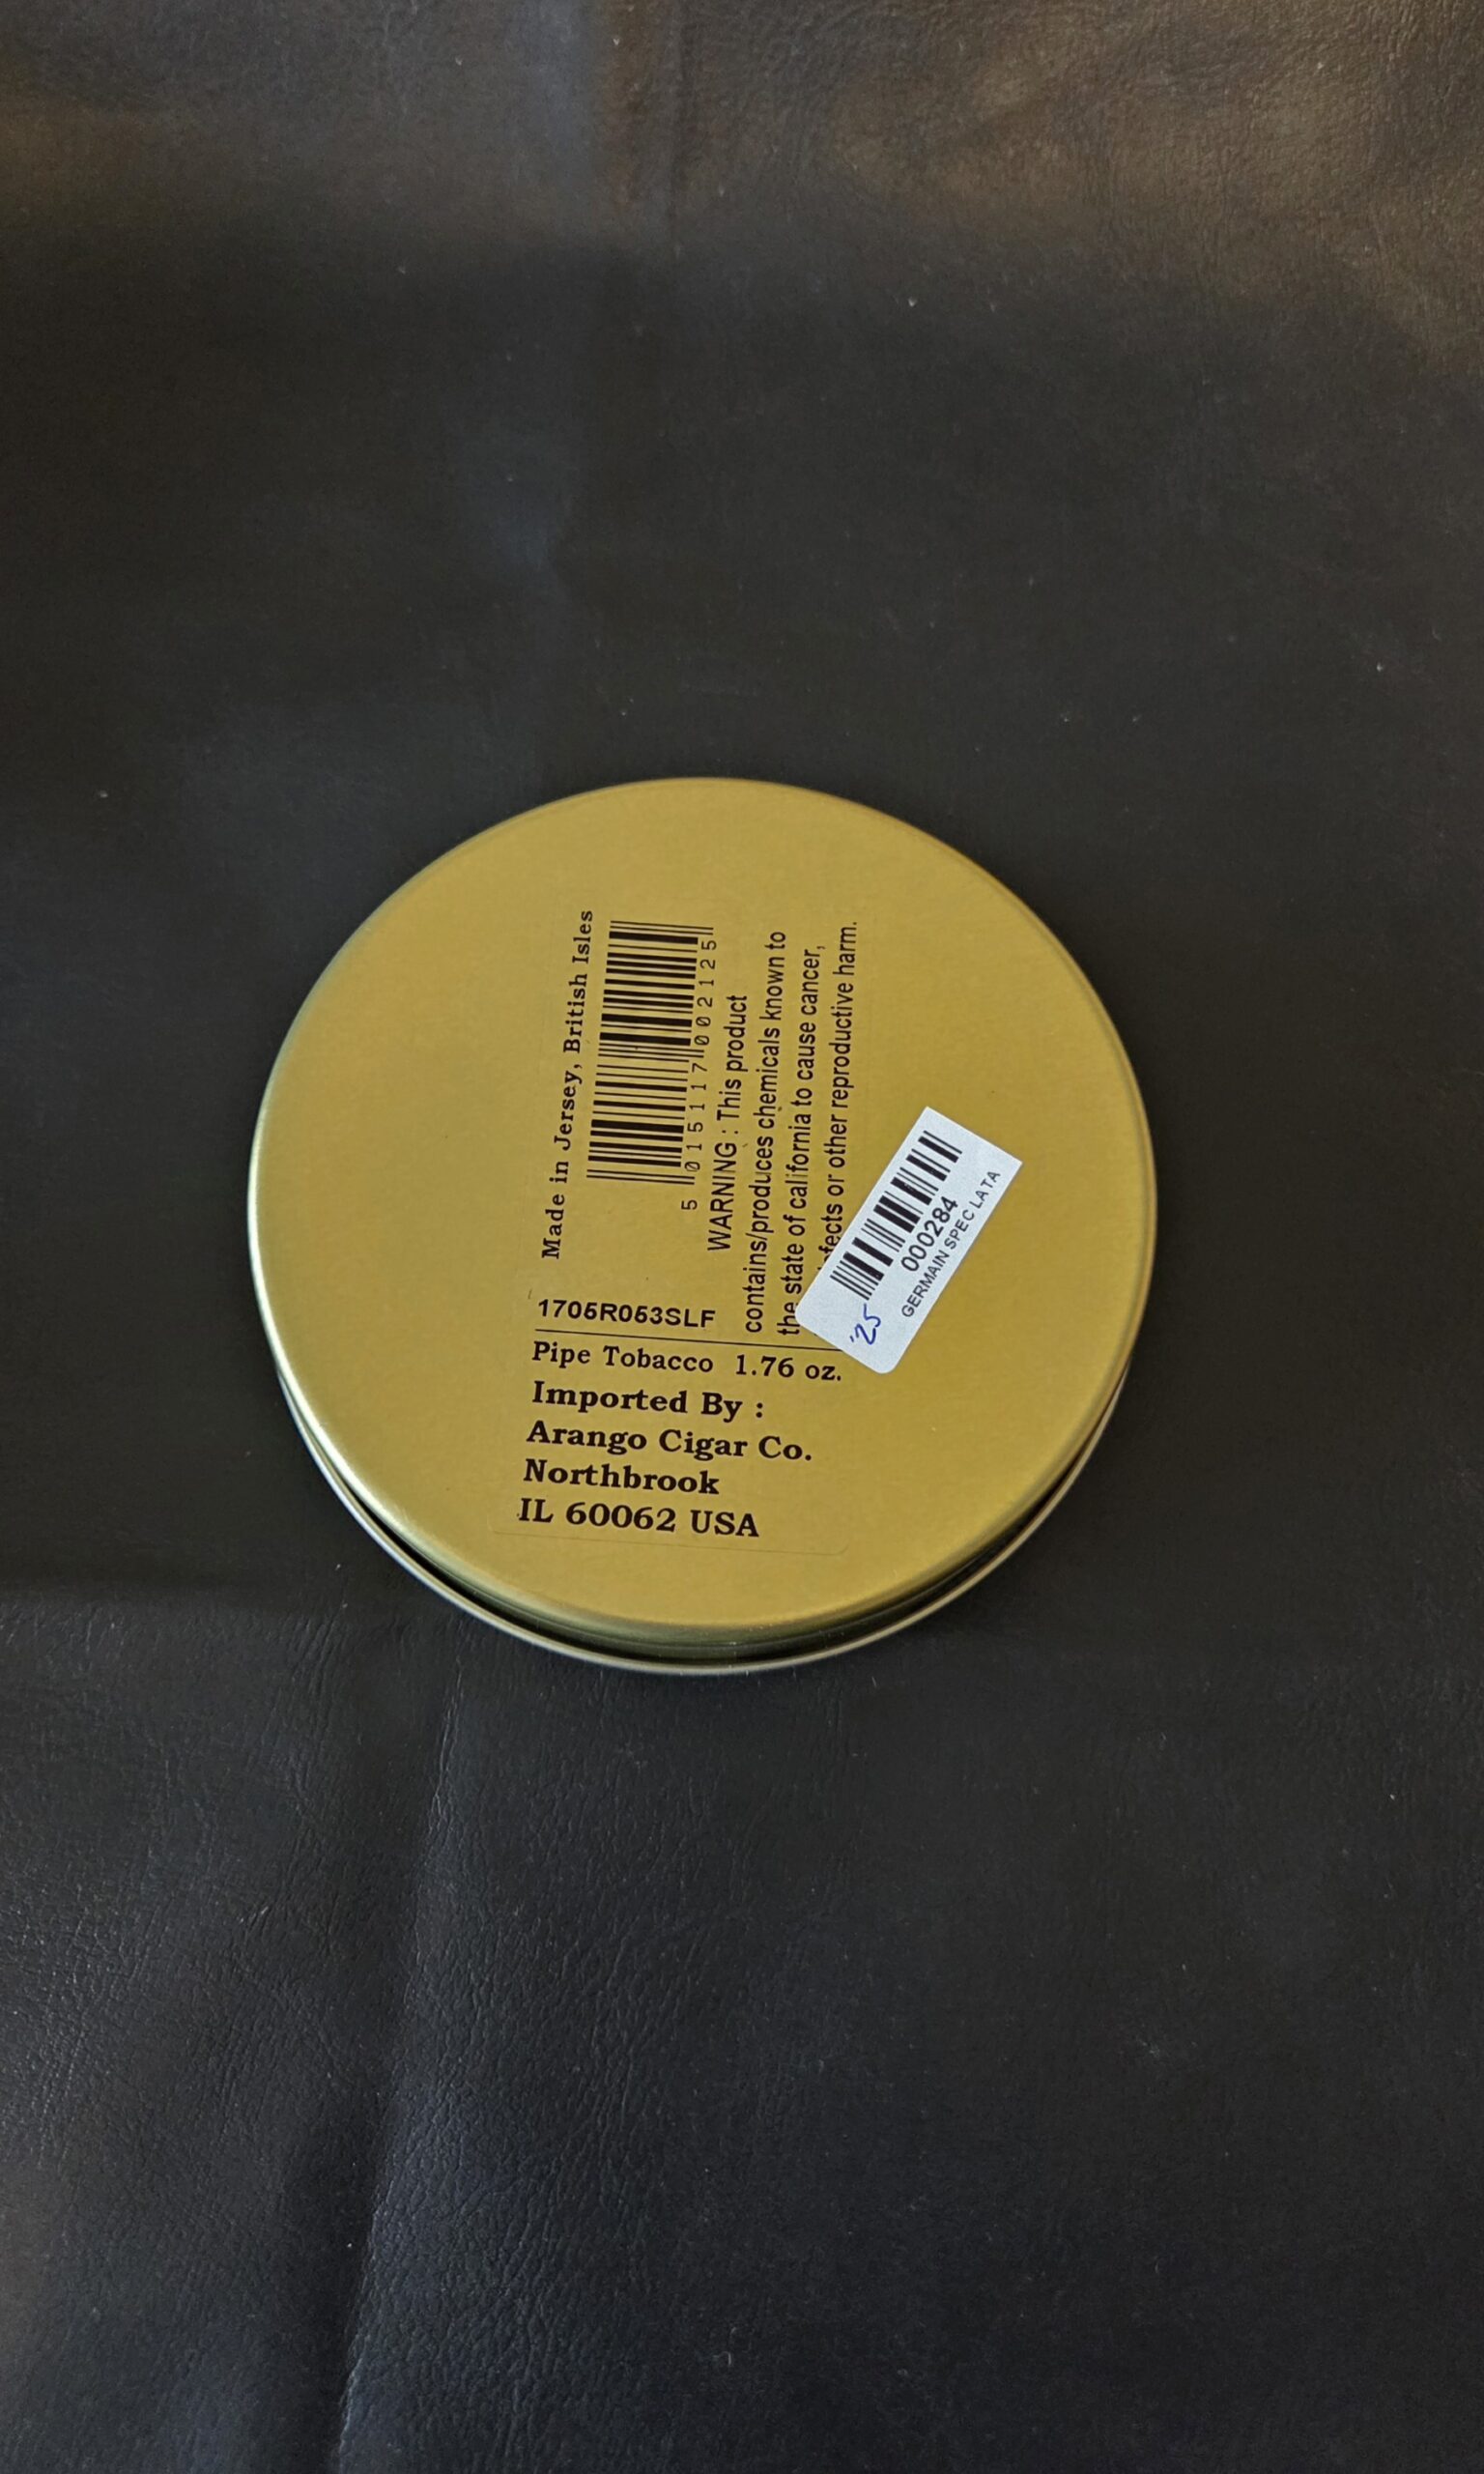 Made in Jersey, British Isles
5 015117 002125
WARNING : This product
contains/produces chemicals known to
the state of california to cause cancer,
or other reproductive harm.
1705R053SLF
Pipe Tobacco 1.76 oz.
Imported By :
Arango Cigar Co.
Northbrook
IL 60062 USA
000284
GERMAIN SPEC LATA
'25